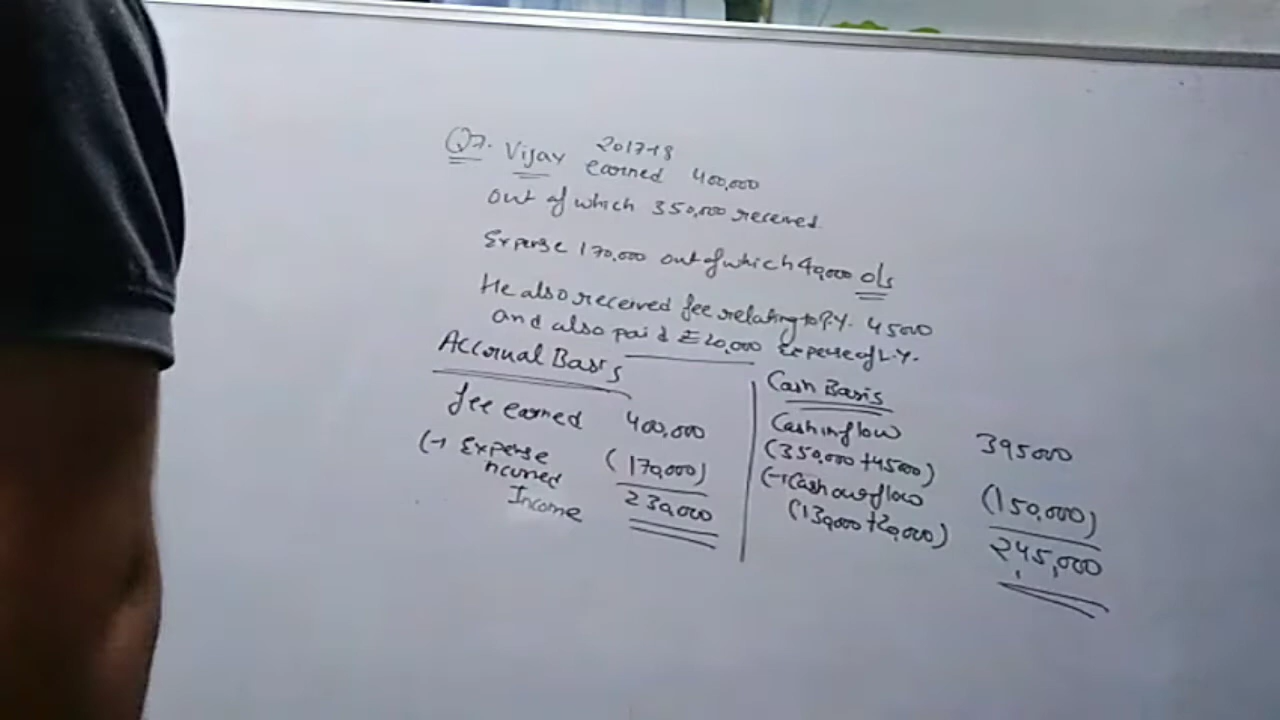 Q7. Vijay 2017-18 earned 400,000
out of which 350,000 received
Expense 170,000 out of which 40,000 o/s
He also received fee relating to P.Y. 45000
and also paid 20,000 Expense of L.Y.
Accrual Basis
fee earned 400,000
(-) Expense (170,000)
ncurred
Income 230,000
Cash Basis
Cash inflow 395000
(350,000 + 45000)
(-) Cash outflow (150,000)
(130,000 + 20,000)
245,000